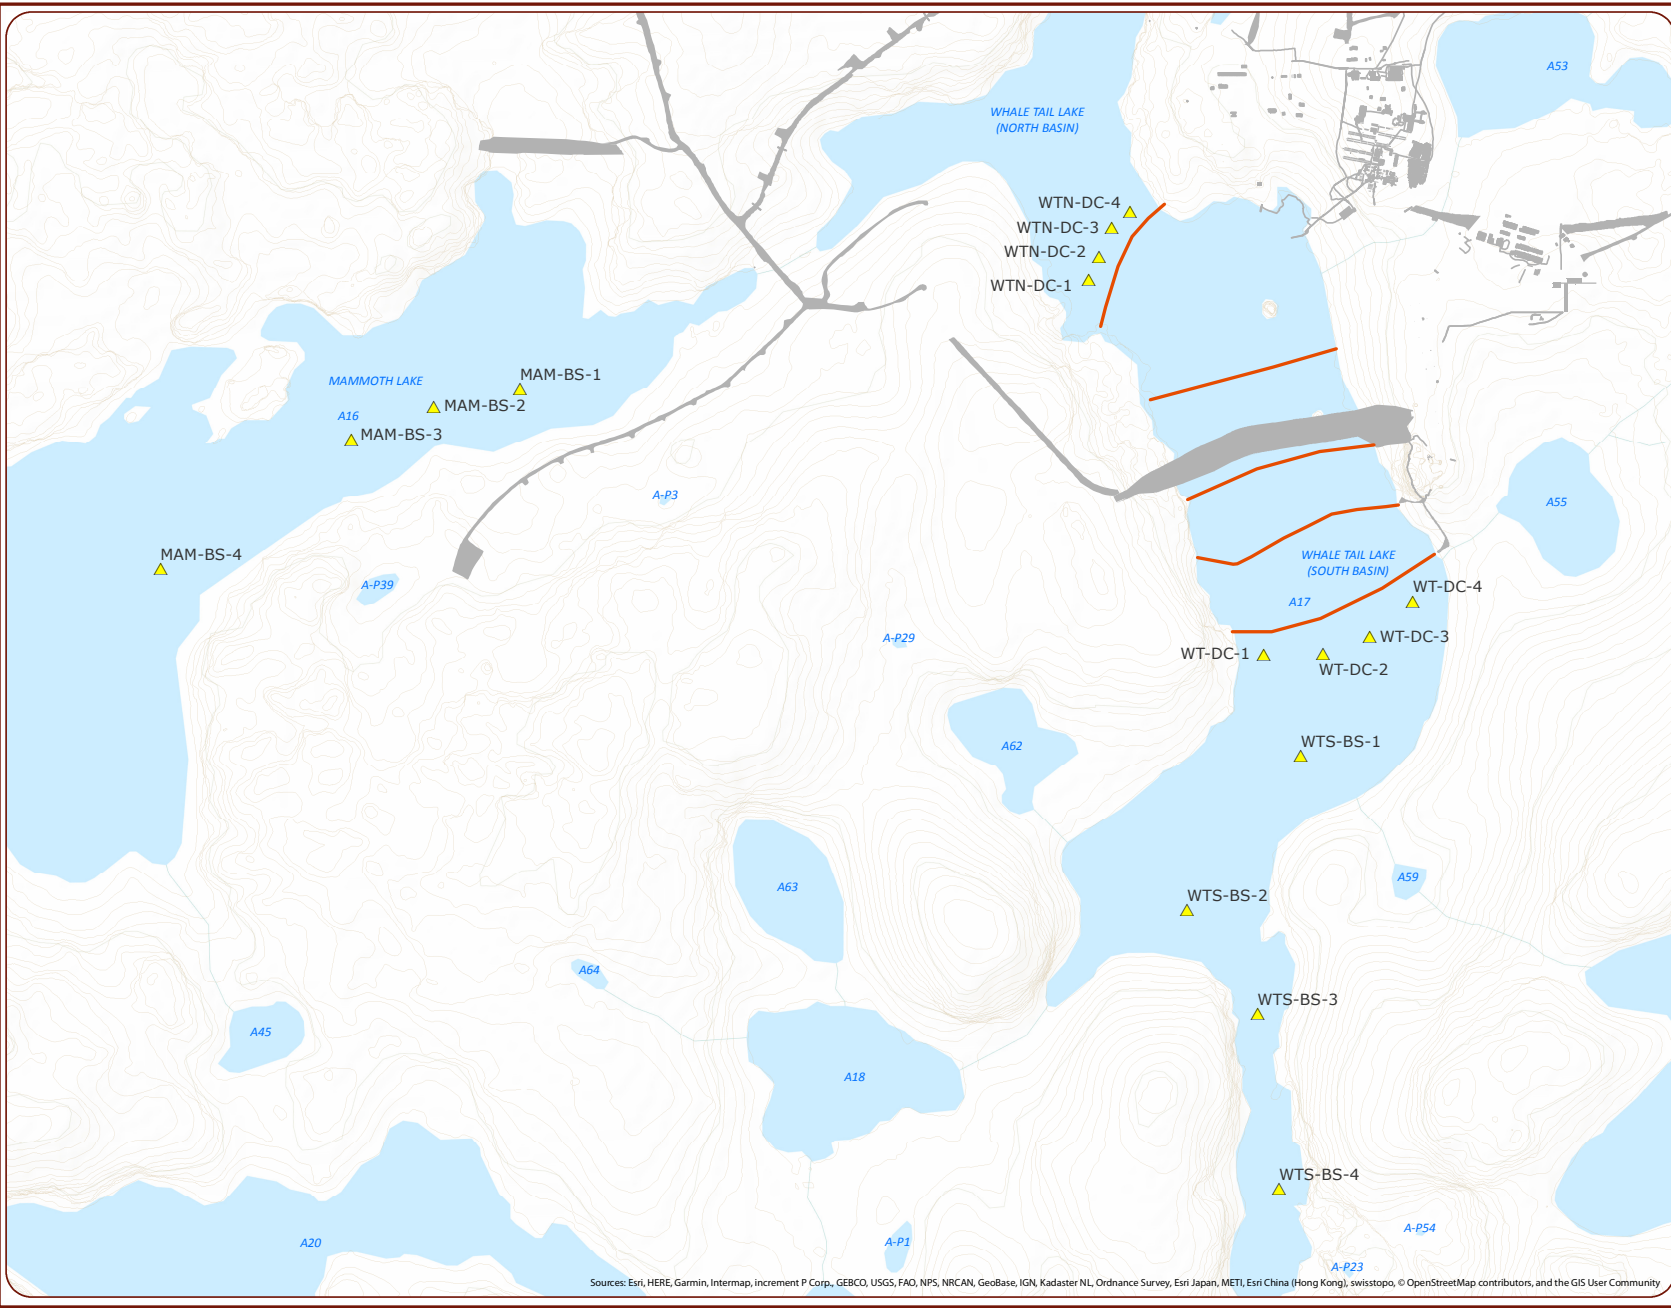 A53
WHALE TAIL LAKE
(NORTH BASIN)
WTN-DC-4
WTN-DC-3
WTN-DC-2
WTN-DC-1
MAM-BS-1
MAMMOTH LAKE
MAM-BS-2
A16
MAM-BS-3
A-P3
A55
MAM-BS-4
WHALE TAIL LAKE
(SOUTH BASIN)
A-P39
WT-DC-4
A17
A-P29
WT-DC-3
WT-DC-1
WT-DC-2
A62
WTS-BS-1
A63
A59
WTS-BS-2
A64
WTS-BS-3
A45
A18
WTS-BS-4
A-P54
A20
A-P1
A-P23
Sources: Esri, HERE, Garmin, Intermap, increment P Corp., GEBCO, USGS, FAO, NPS, NRCAN, GeoBase, IGN, Kadaster NL, Ordnance Survey, Esri Japan, METI, Esri China (Hong Kong), swisstopo, © OpenStreetMap contributors, and the GIS User Community